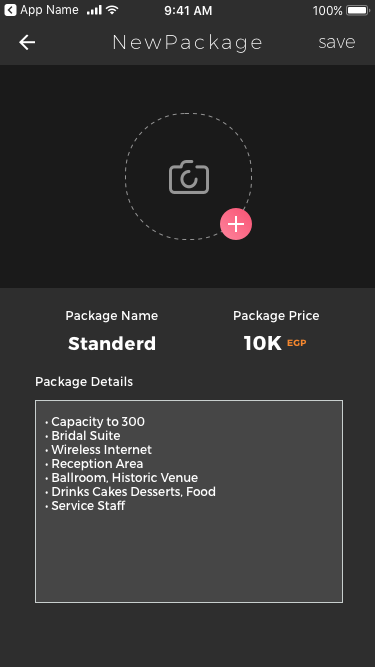 App Name 9:41 AM 100%
NewPackage save
Package Name Package Price
Standerd 10K EGP
Package Details
• Capacity to 300
• Bridal Suite
• Wireless Internet
• Reception Area
• Ballroom, Historic Venue
• Drinks Cakes Desserts, Food
• Service Staff